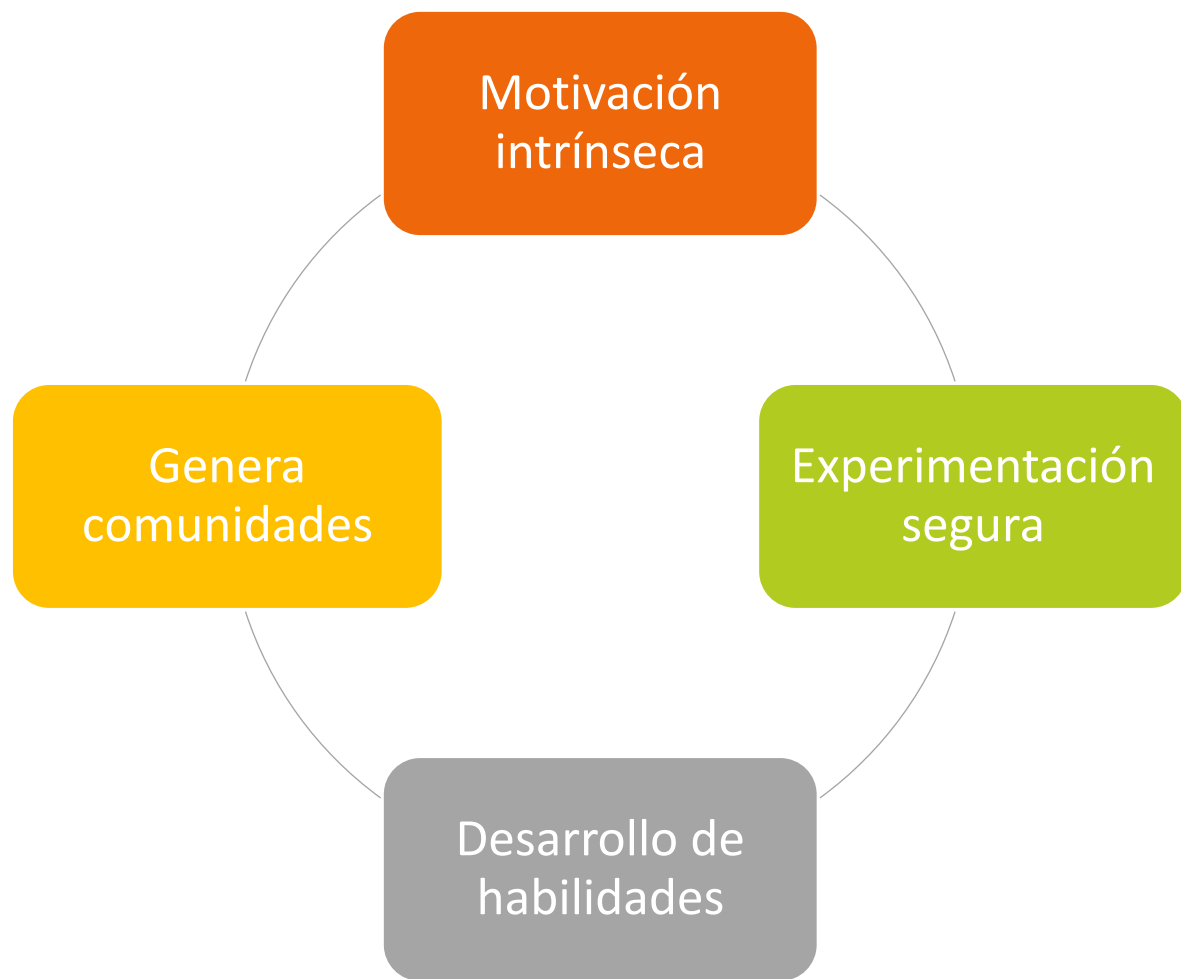 Motivación
intrínseca
Genera
comunidades
Experimentación
segura
Desarrollo de
habilidades